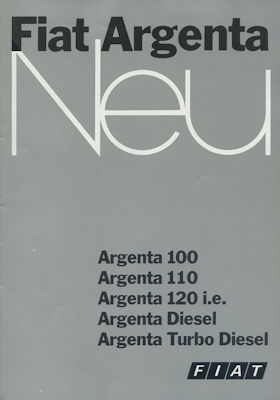 Fiat Argenta
Neu
Argenta 100
Argenta 110
Argenta 120 i.e.
Argenta Diesel
Argenta Turbo Diesel
FIAT